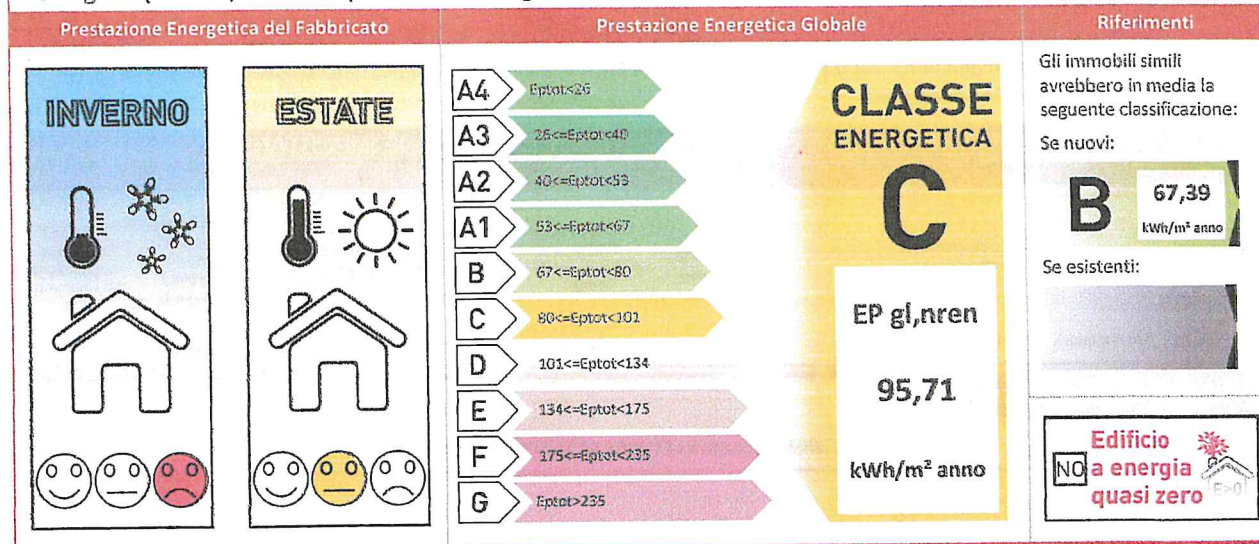 Prestazione Energetica del Fabbricato
Prestazione Energetica Globale
Riferimenti
INVERNO
ESTATE
A4 Eptot<26
A3 26<=Eptot<40
A2 40<=Eptot<53
A1 53<=Eptot<67
B 67<=Eptot<80
C 80<=Eptot<101
D 101<=Eptot<134
E 134<=Eptot<175
F 175<=Eptot<235
G Eptot>235
CLASSE
ENERGETICA
C
EP gl,nren
95,71
kWh/m² anno
Gli immobili simili
avrebbero in media la
seguente classificazione:
Se nuovi:
B 67,39
kWh/m² anno
Se esistenti:
NO
Edificio
a energia
quasi zero
E>0